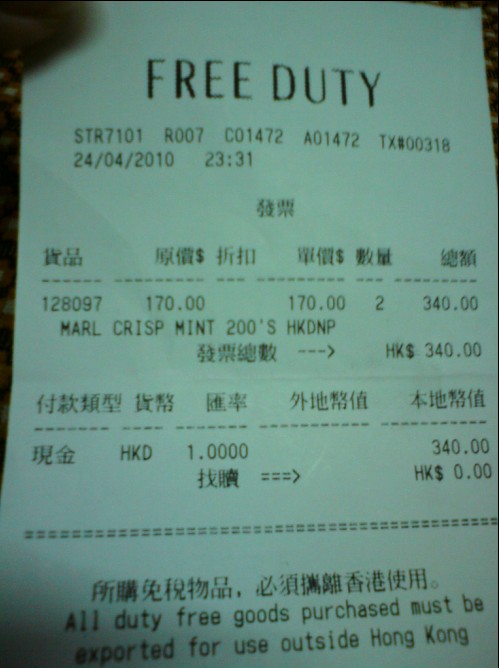 FREE DUTY
STR7101 R007 C01472 A01472 TX#00318
24/04/2010 23:31
發票
貨品 原價$ 折扣 單價$ 數量 總額
128097 170.00 170.00 2 340.00
MARL CRISP MINT 200'S HKDNP
發票總數 ---> HK$ 340.00
付款類型 貨幣 匯率 外地幣值 本地幣值
現金 HKD 1.0000 340.00
找贖 ===> HK$ 0.00
所購免稅物品，必須攜離香港使用。
All duty free goods purchased must be
exported for use outside Hong Kong